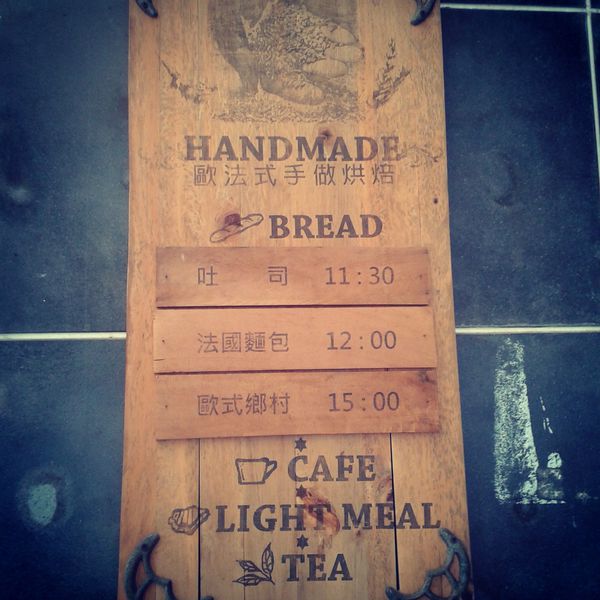 HANDMADE
歐法式手做烘焙
BREAD
吐司 11:30
法國麵包 12:00
歐式鄉村 15:00
CAFE
LIGHT MEAL
TEA